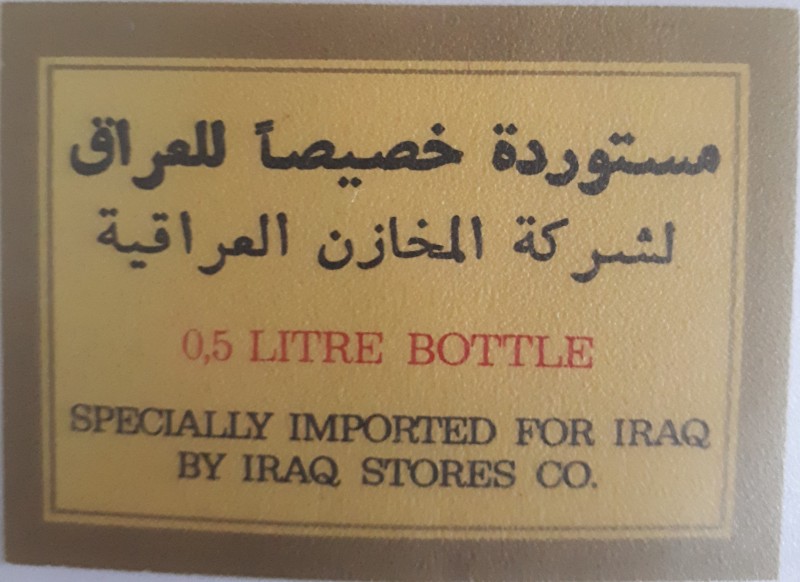 مستوردة خصيصاً للعراق
لشركة المخازن العراقية
0,5 LITRE BOTTLE
SPECIALLY IMPORTED FOR IRAQ
BY IRAQ STORES CO.